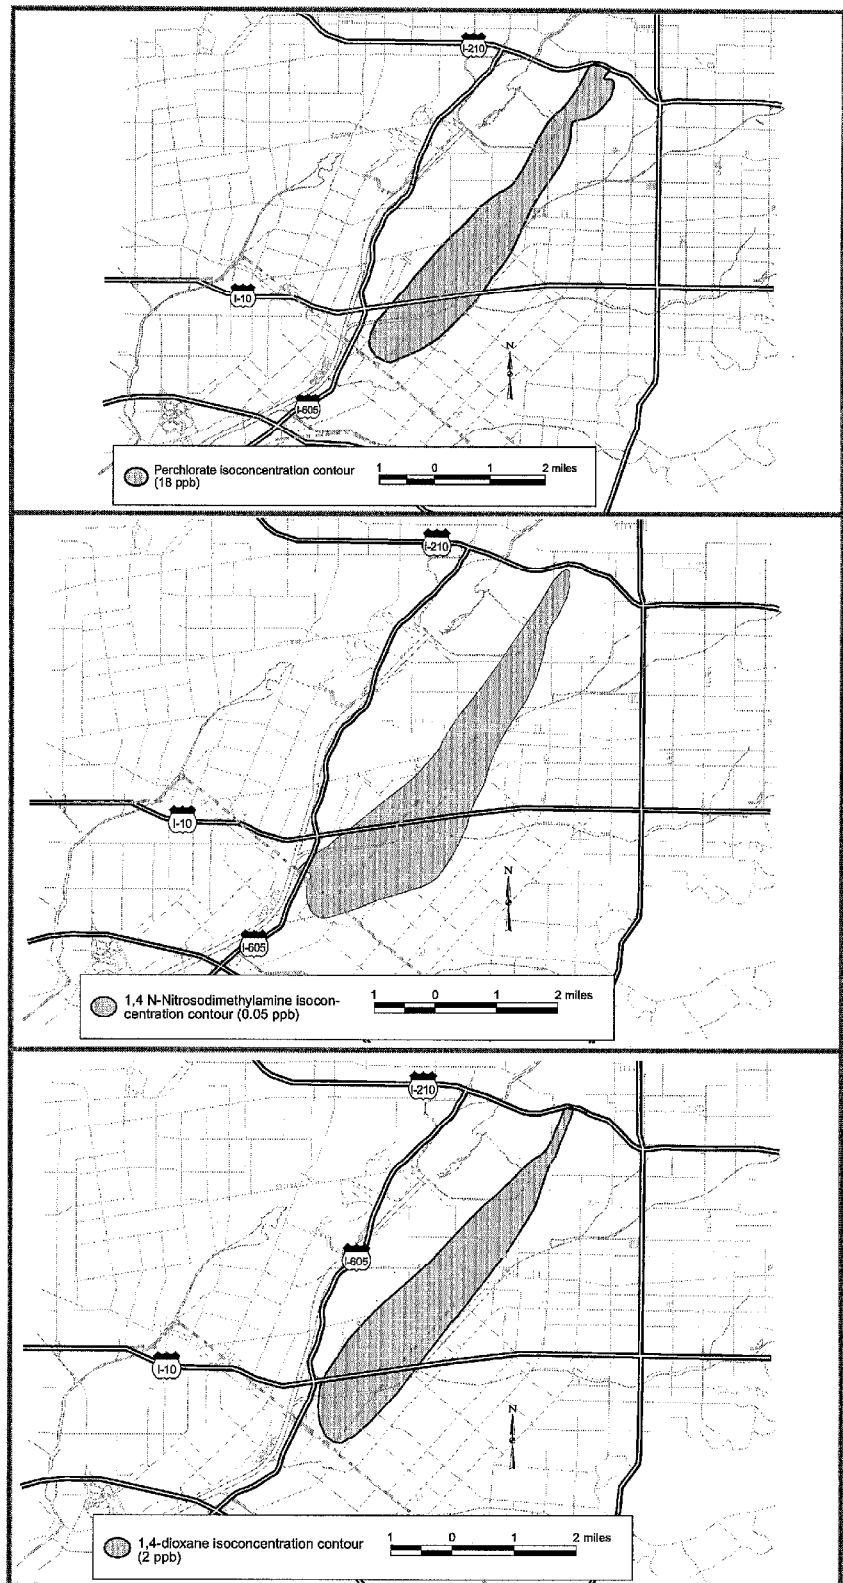 I-210
I-10
N
I-605
Perchlorate isoconcentration contour
(18 ppb)
1 0 1 2 miles
I-210
I-10
N
I-605
1,4 N-Nitrosodimethylamine isocon-
centration contour (0.05 ppb)
1 0 1 2 miles
I-210
I-605
I-10
N
1,4-dioxane isoconcentration contour
(2 ppb)
1 0 1 2 miles